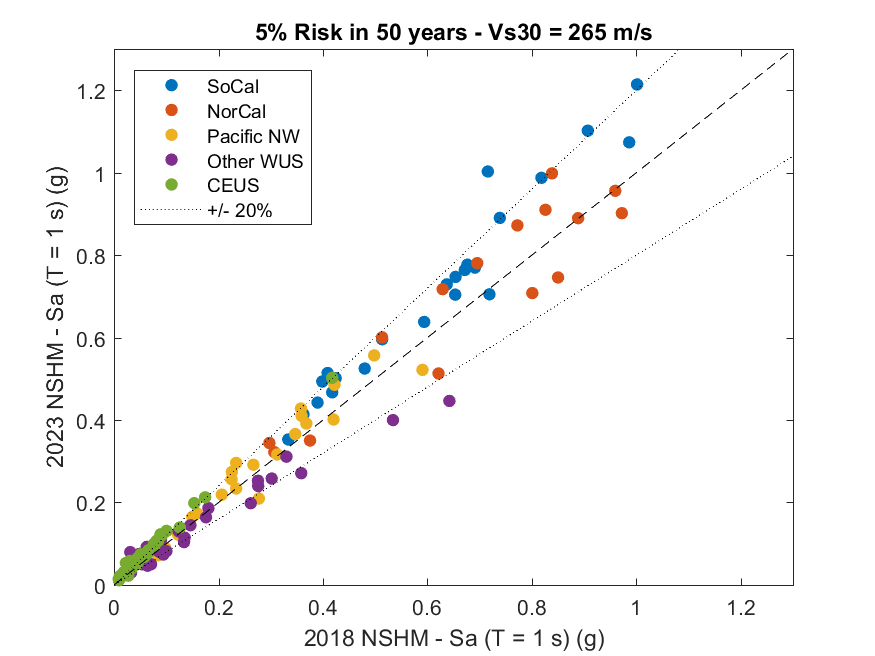 5% Risk in 50 years - Vs30 = 265 m/s
SoCal
NorCal
Pacific NW
Other WUS
CEUS
+/- 20%
2023 NSHM - Sa (T = 1 s) (g)
1.2
1
0.8
0.6
0.4
0.2
0
0
0.2
0.4
0.6
0.8
1
1.2
2018 NSHM - Sa (T = 1 s) (g)